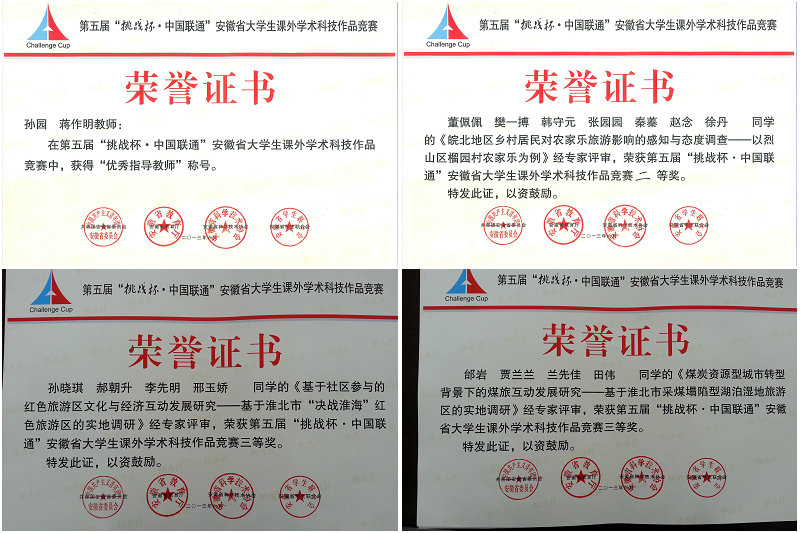 第五届“挑战杯·中国联通”安徽省大学生课外学术科技作品竞赛
Challenge Cup
荣誉证书
孙园 蒋作明教师：
在第五届“挑战杯·中国联通”安徽省大学生课外学术科技作品
竞赛中，获得“优秀指导教师”称号。
二〇一三年
第五届“挑战杯·中国联通”安徽省大学生课外学术科技作品竞赛
Challenge Cup
荣誉证书
董佩佩 樊一搏 韩守元 张园园 秦蓁 赵念 徐丹 同学
的《皖北地区乡村居民对农家乐旅游影响的感知与态度调查——以烈
山区榴园村农家乐为例》经专家评审，荣获第五届“挑战杯·中国联
通”安徽省大学生课外学术科技作品竞赛二等奖。
特发此证，以资鼓励。
二〇一三年
第五届“挑战杯·中国联通”安徽省大学生课外学术科技作品竞赛
Challenge Cup
荣誉证书
孙晓琪 郝朝升 李先明 邢玉娇 同学的《基于社区参与的
红色旅游区文化与经济互动发展研究——基于淮北市“决战淮海”红
色旅游区的实地调研》经专家评审，荣获第五届“挑战杯·中国联
通”安徽省大学生课外学术科技作品竞赛三等奖。
特发此证，以资鼓励。
二〇一三年
第五届“挑战杯·中国联通”安徽省大学生课外学术科技作品竞赛
Challenge Cup
荣誉证书
邰岩 贾兰兰 兰先佳 田伟 同学的《煤炭资源型城市转型
背景下的煤旅互动发展研究——基于淮北市采煤塌陷型湖泊湿地旅游
区的实地调研》经专家评审，荣获第五届“挑战杯·中国联通”安徽
省大学生课外学术科技作品竞赛三等奖。
特发此证，以资鼓励。
二〇一三年